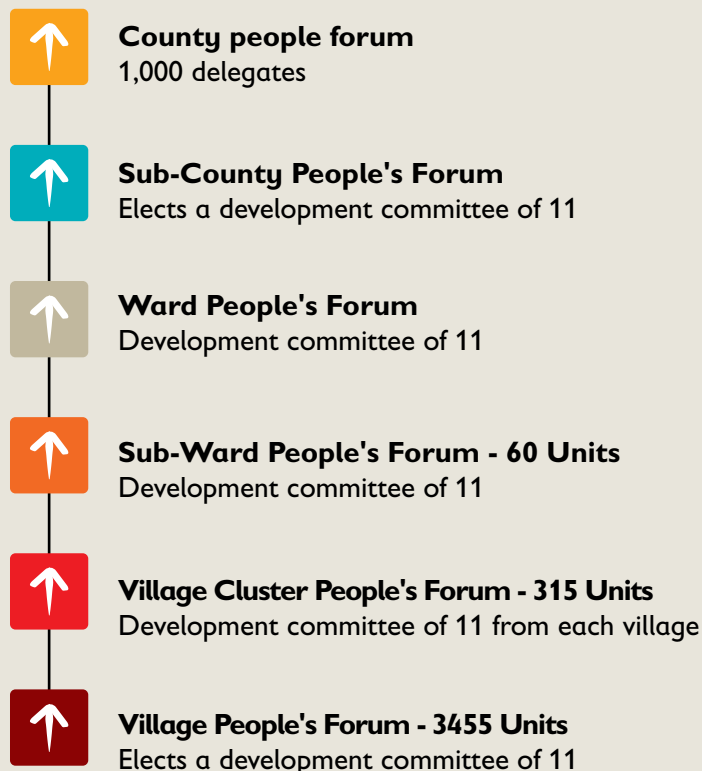 County people forum
1,000 delegates
Sub-County People's Forum
Elects a development committee of 11
Ward People's Forum
Development committee of 11
Sub-Ward People's Forum - 60 Units
Development committee of 11
Village Cluster People's Forum - 315 Units
Development committee of 11 from each village
Village People's Forum - 3455 Units
Elects a development committee of 11